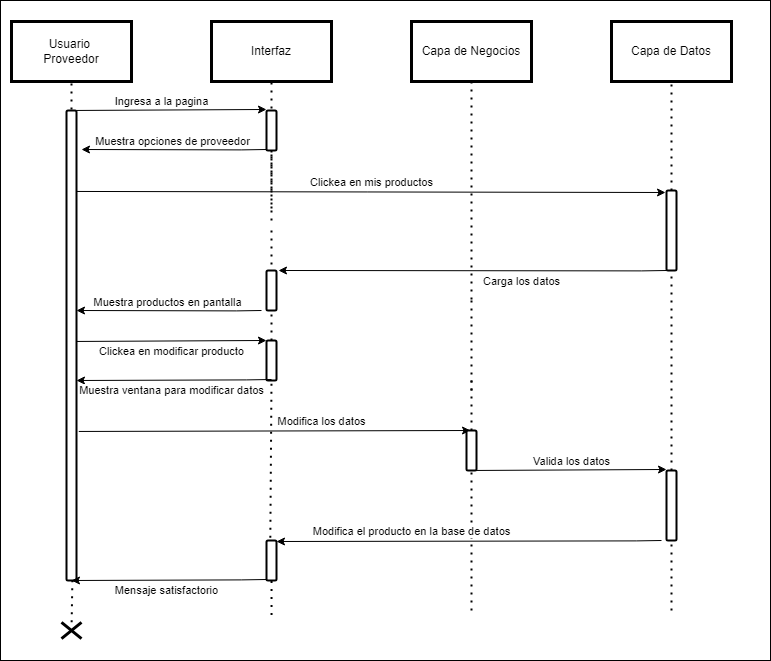 Usuario
Proveedor
Interfaz
Capa de Negocios
Capa de Datos
Ingresa a la pagina
Muestra opciones de proveedor
Clickea en mis productos
Carga los datos
Muestra productos en pantalla
Clickea en modificar producto
Muestra ventana para modificar datos
Modifica los datos
Valida los datos
Modifica el producto en la base de datos
Mensaje satisfactorio